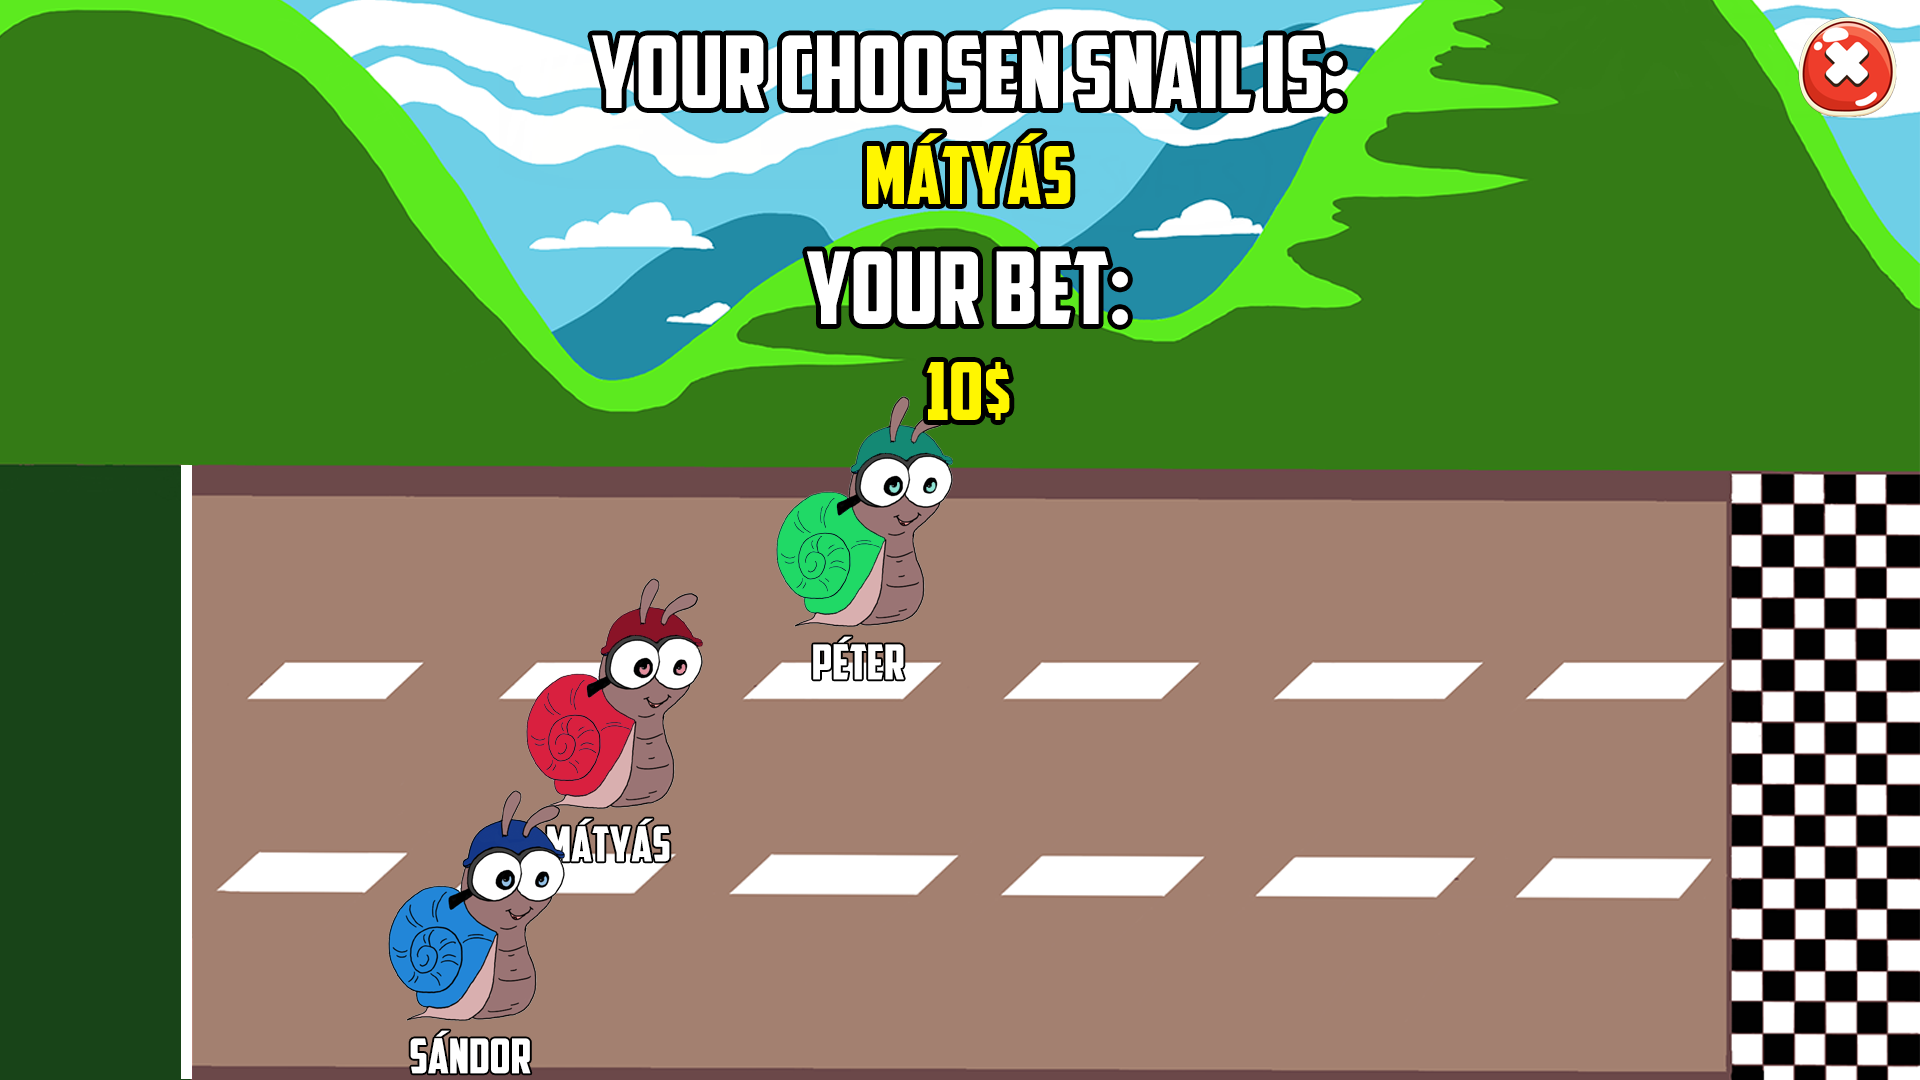 YOUR CHOOSEN SNAIL IS:
MÁTYÁS
YOUR BET:
10$
PÉTER
MÁTYÁS
SÁNDOR